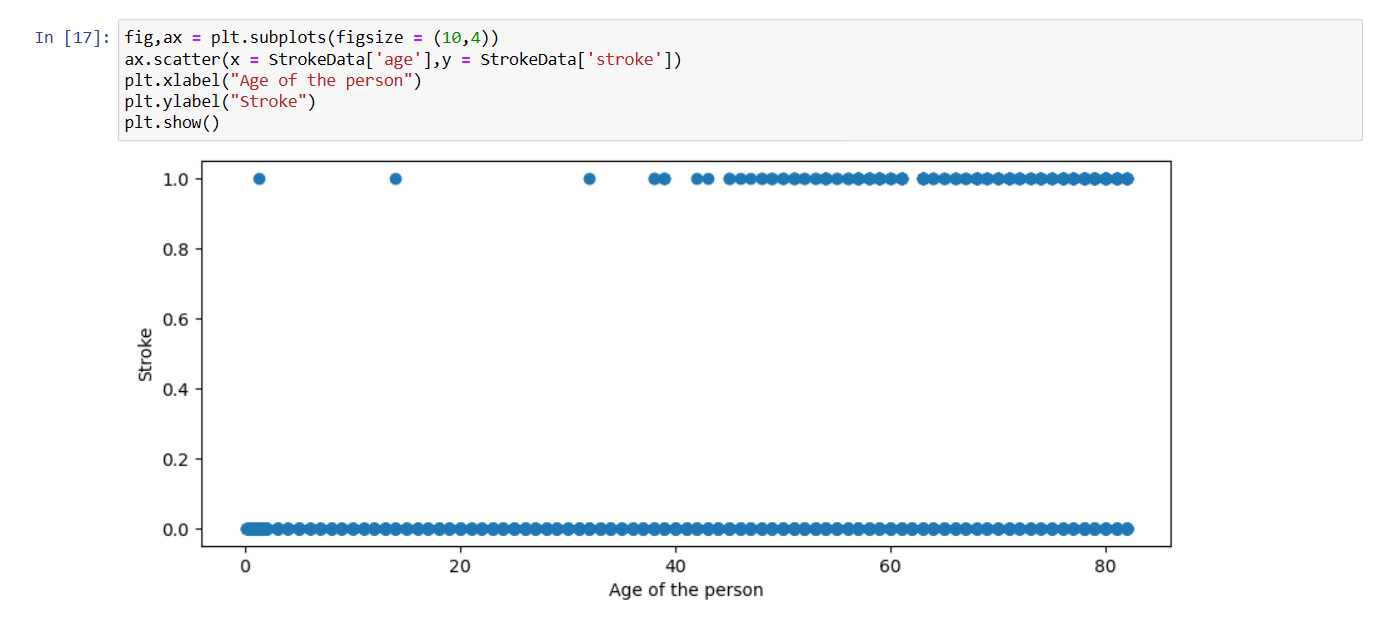 In [17]: fig,ax = plt.subplots(figsize = (10,4))
ax.scatter(x = StrokeData['age'],y = StrokeData['stroke'])
plt.xlabel("Age of the person")
plt.ylabel("Stroke")
plt.show()
1.0
0.8
0.6
0.4
0.2
0.0
Stroke
0 20 40 60 80
Age of the person